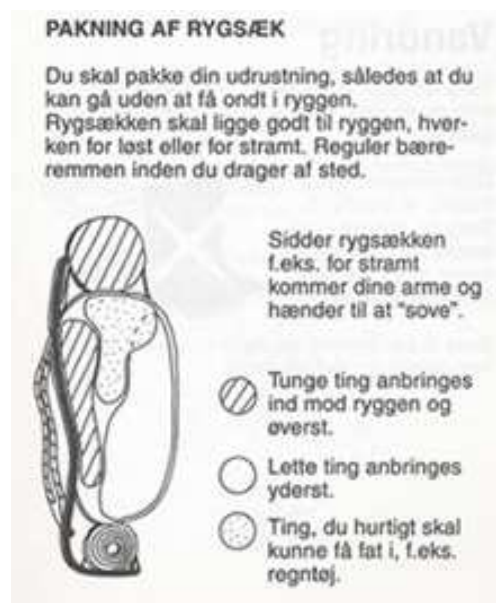 PAKNING AF RYGSÆK
Du skal pakke din udrustning, således at du
kan gå uden at få ondt i ryggen.
Rygsækken skal ligge godt til ryggen, hver-
ken for løst eller for stramt. Reguler bære-
remmen inden du drager af sted.
Sidder rygsækken
f.eks. for stramt
kommer dine arme og
hænder til at "sove".
Tunge ting anbringes
ind mod ryggen og
øverst.
Lette ting anbringes
yderst.
Ting, du hurtigt skal
kunne få fat i, f.eks.
regntøj.